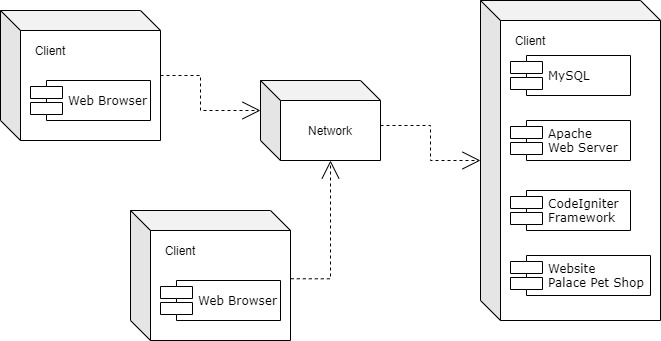 Client
Web Browser
Network
Client
Web Browser
Client
MySQL
Apache
Web Server
CodeIgniter
Framework
Website
Palace Pet Shop